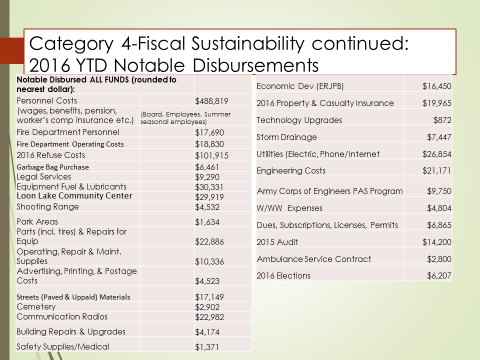 Category 4-Fiscal Sustainability continued:
2016 YTD Notable Disbursements
Notable Disbursed ALL FUNDS (rounded to
nearest dollar):
Personnel Costs $488,819
(wages, benefits, pension,
worker's comp insurance etc.) (Board, Employees, Summer
seasonal employees)
Fire Department Personnel $17,690
Fire Department Operating Costs $18,830
2016 Refuse Costs $101,915
Garbage Bag Purchase $6,461
Legal Services $9,290
Equipment Fuel & Lubricants $30,331
Loon Lake Community Center $29,919
Shooting Range $4,532
Park Areas $1,634
Parts (incl. tires) & Repairs for
Equip $22,886
Operating, Repair & Maint.
Supplies $10,336
Advertising, Printing, & Postage
Costs $4,523
Streets (Paved & Uppaid) Materials $17,149
Cemetery $2,902
Communication Radios $22,982
Building Repairs & Upgrades $4,174
Safety Supplies/Medical $1,371
Economic Dev (ERJPB) $16,450
2016 Property & Casualty Insurance $19,965
Technology Upgrades $872
Storm Drainage $7,447
Utilities (Electric, Phone/Internet $26,854
Engineering Costs $21,171
Army Corps of Engineers PAS Program $9,750
W/WW Expenses $4,804
Dues, Subscriptions, Licenses, Permits $6,865
2015 Audit $14,200
Ambulance Service Contract $2,800
2016 Elections $6,207